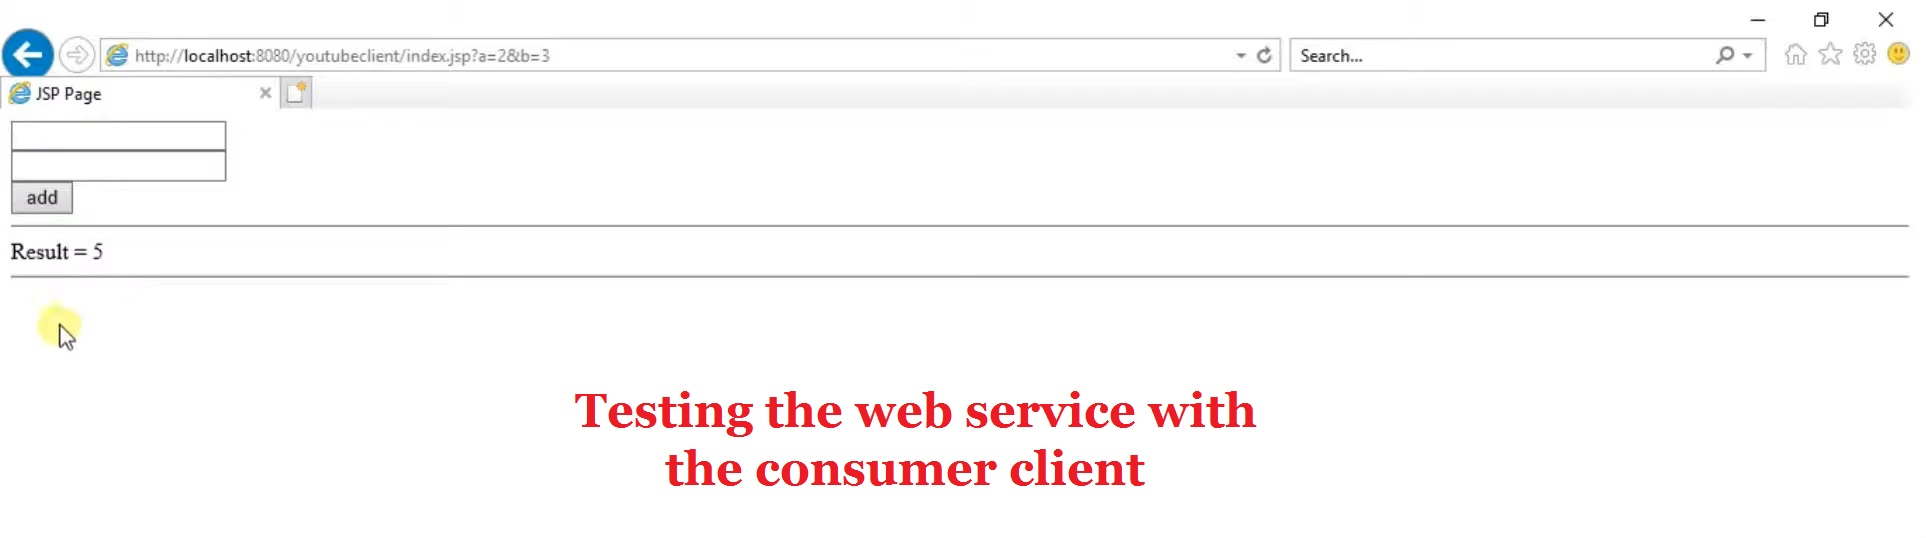 http://localhost:8080/youtubeclient/index.jsp?a=2&b=3
Search...
JSP Page
add
Result = 5
Testing the web service with
the consumer client